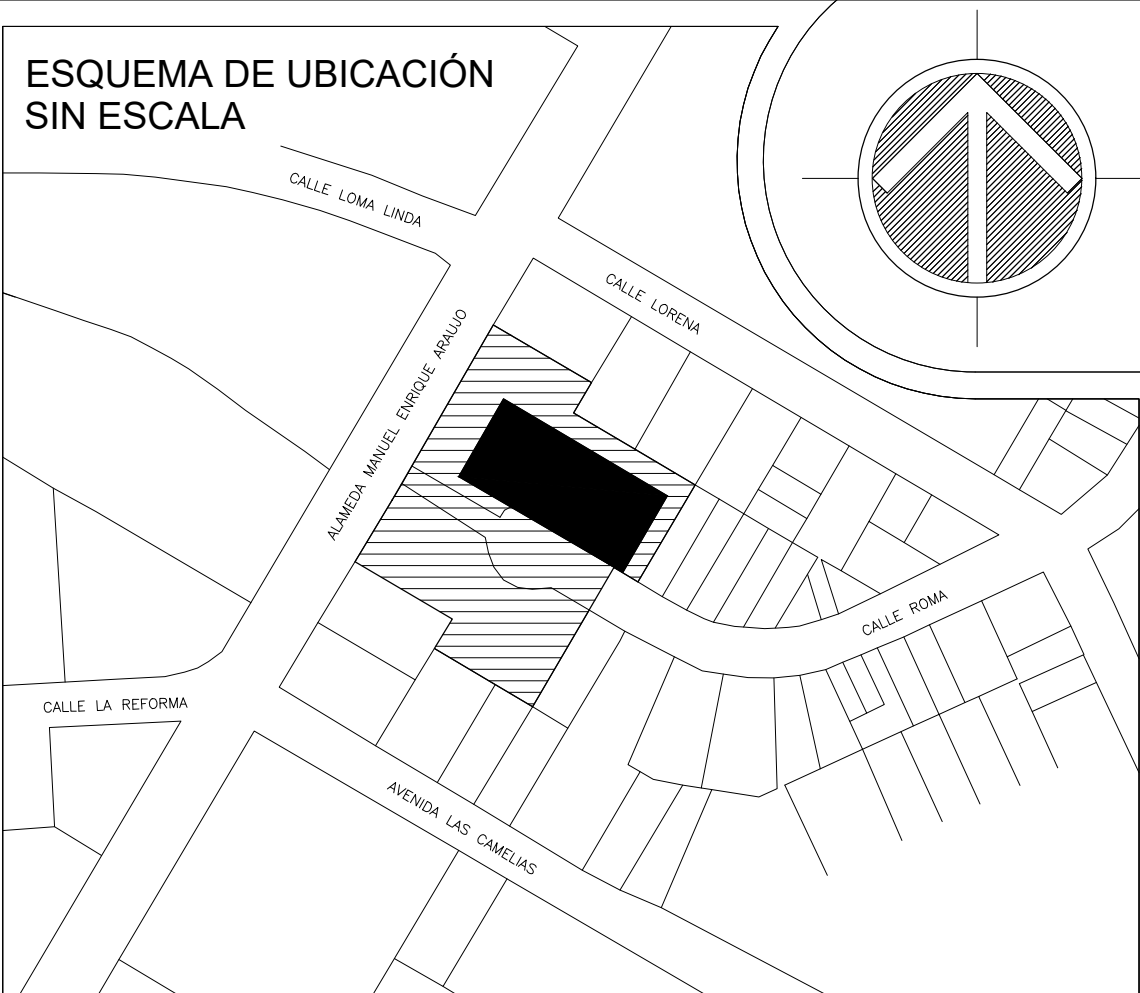 ESQUEMA DE UBICACIÓN
SIN ESCALA
CALLE LOMA LINDA
CALLE LORENA
ALAMEDA MANUEL ENRIQUE ARAUJO
CALLE ROMA
CALLE LA REFORMA
AVENIDA LAS CAMELIAS